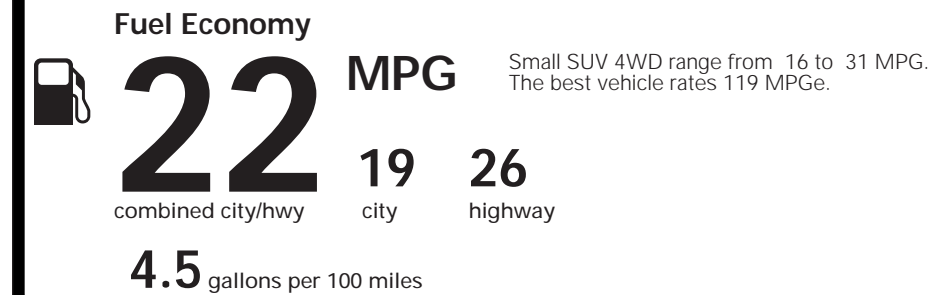 Fuel Economy
22 MPG
Small SUV 4WD range from 16 to 31 MPG.
The best vehicle rates 119 MPGe.
19 26
combined city/hwy city highway
4.5 gallons per 100 miles